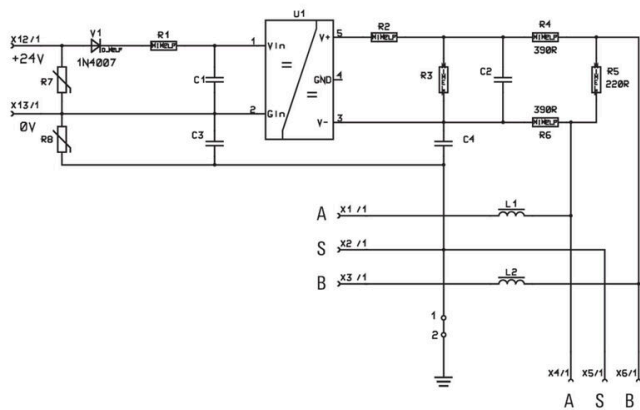 X12/1
+24V
V1
1N4007
R1
U1
1
VIn
V+
5
R2
R4
390R
R7
C1
GND
4
R3
C2
R5
220R
X13/1
0V
2
GIn
V-
3
390R
R6
R8
C3
C4
A
X1 /1
L1
S
X2 /1
B
X3 /1
L2
1
2
X4/1
X5/1
X6/1
A
S
B